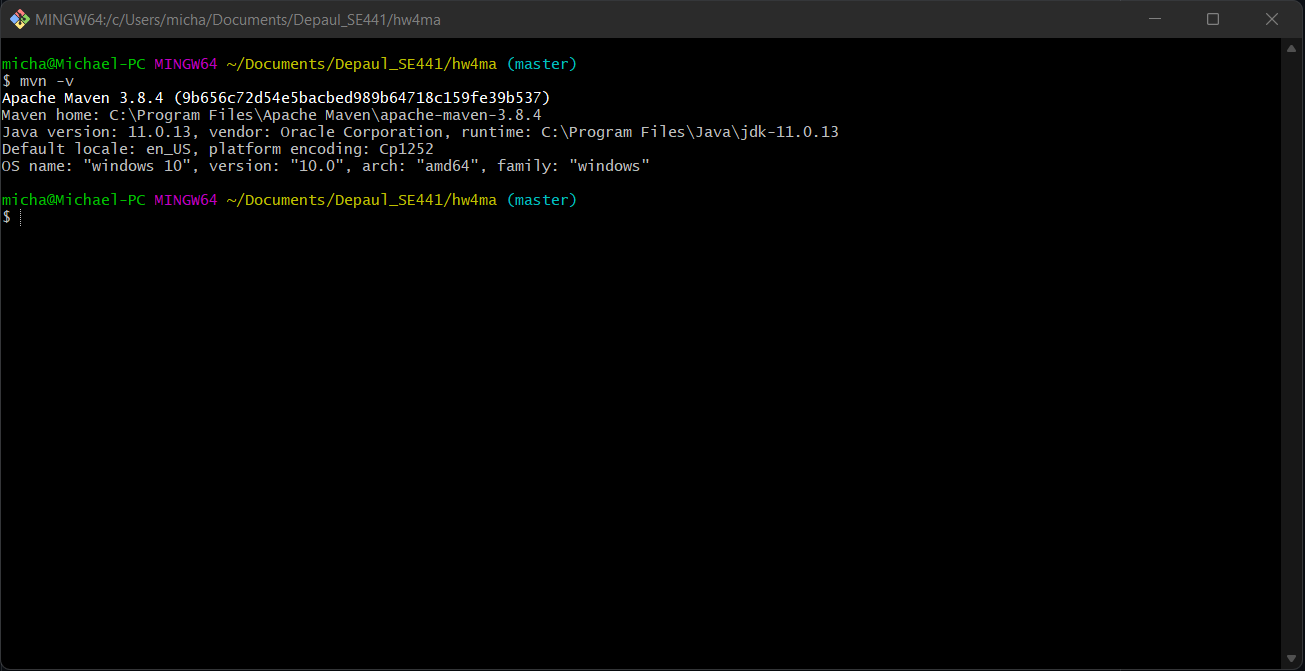 MINGW64:/c/Users/micha/Documents/Depaul_SE441/hw4ma
micha@Michael-PC MINGW64 ~/Documents/Depaul_SE441/hw4ma (master)
$ mvn -v
Apache Maven 3.8.4 (9b656c72d54e5bacbed989b64718c159fe39b537)
Maven home: C:\Program Files\Apache Maven\apache-maven-3.8.4
Java version: 11.0.13, vendor: Oracle Corporation, runtime: C:\Program Files\Java\jdk-11.0.13
Default locale: en_US, platform encoding: Cp1252
OS name: "windows 10", version: "10.0", arch: "amd64", family: "windows"
micha@Michael-PC MINGW64 ~/Documents/Depaul_SE441/hw4ma (master)
$